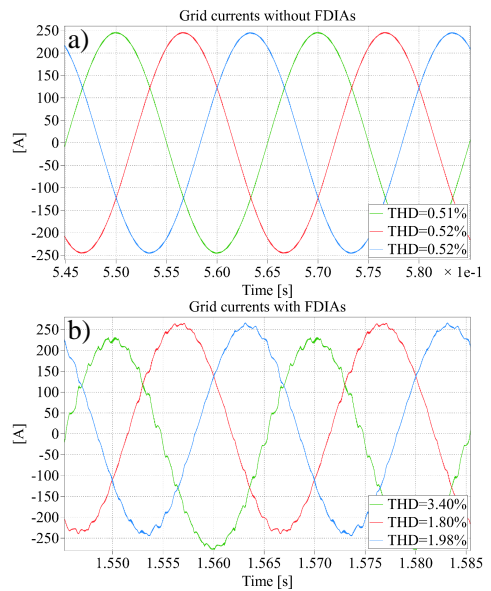 Grid currents without FDIAs
a)
250
200
150
100
50
0
-50
-100
-150
-200
-250
[A]
THD=0.51%
THD=0.52%
THD=0.52%
5.45 5.50 5.55 5.60 5.65 5.70 5.75 5.80 × 1e-1
Time [s]
Grid currents with FDIAs
b)
250
200
150
100
50
0
-50
-100
-150
-200
-250
[A]
THD=3.40%
THD=1.80%
THD=1.98%
1.550 1.555 1.560 1.565 1.570 1.575 1.580 1.585
Time [s]